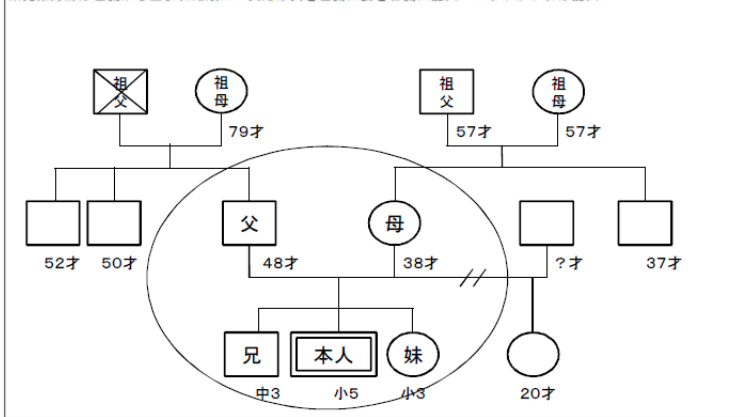 祖父
祖母
祖父
祖母
79才
57才
57才
父
母
52才
50才
48才
38才
?才
37才
兄
本人
妹
中3
小5
小3
20才